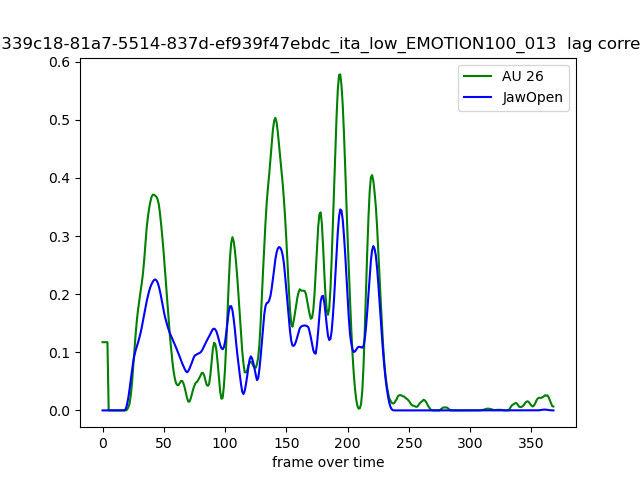 339c18-81a7-5514-837d-ef939f47ebdc_ita_low_EMOTION100_013 lag corre
AU 26
JawOpen
0.6
0.5
0.4
0.3
0.2
0.1
0.0
0 50 100 150 200 250 300 350
frame over time